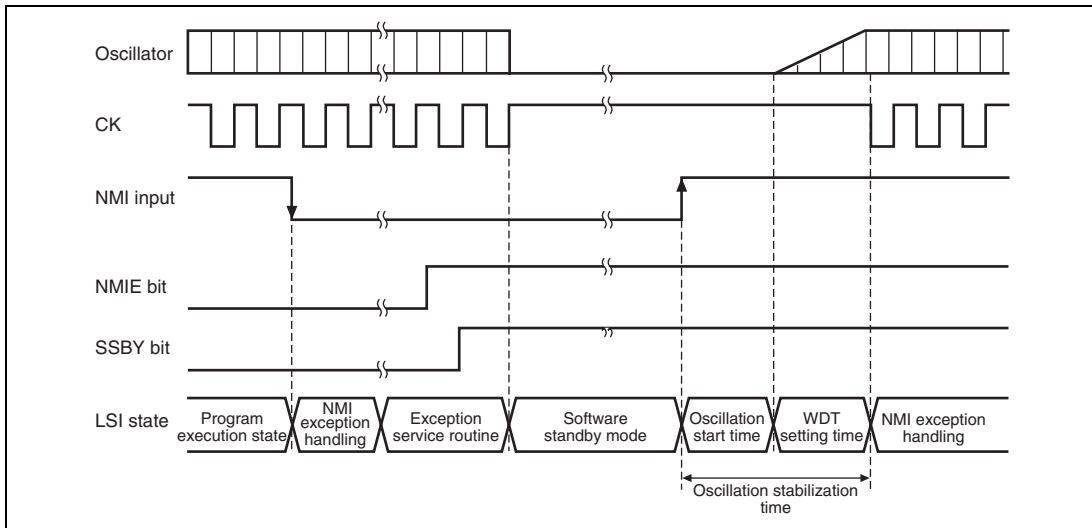 Oscillator
CK
NMI input
NMIE bit
SSBY bit
LSI state
Program
execution state
NMI
exception
handling
Exception
service routine
Software
standby mode
Oscillation
start time
WDT
setting time
NMI exception
handling
Oscillation stabilization
time